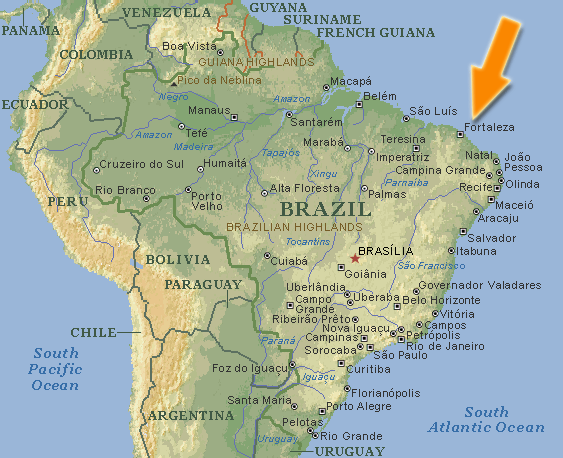 GUYANA
VENEZUELA
SURINAME
PANAMA
FRENCH GUIANA
Boa Vista
COLOMBIA
GUIANA HIGHLANDS
Pico da Neblina
Macapá
ECUADOR
Negro
Amazon
Belém
Manaus
São Luís
Santarém
Fortaleza
Amazon
Tefé
Madeira
Marabá
Teresina
Tapajos
Imperatriz
Natal
João
Pessoa
Cruzeiro do Sul
Humaitá
Xingu
Campina Grande
Parnaiba
Recife
Olinda
Rio Branco
Porto
Velho
Alta Floresta
Palmas
PERU
BRAZIL
Maceió
Aracaju
BRAZILIAN HIGHLANDS
Tocantins
Salvador
BRASÍLIA
Itabuna
BOLIVIA
Cuiabá
São Francisco
Goiânia
PARAGUAY
Uberlândia
Governador Valadares
Campo
Grande
Uberaba
Belo Horizonte
Ribeirão Prêto
Vitória
CHILE
Nova Iguaçu
Campos
Paraná
Campinas
Petrópolis
Sorocaba
Rio de Janeiro
São Paulo
South
Pacific
Ocean
Foz do Iguaçu
Curitiba
Iguaçu
Florianópolis
Santa Maria
Porto Alegre
ARGENTINA
South
Atlantic Ocean
Pelotas
Uruguay
Rio Grande
URUGUAY